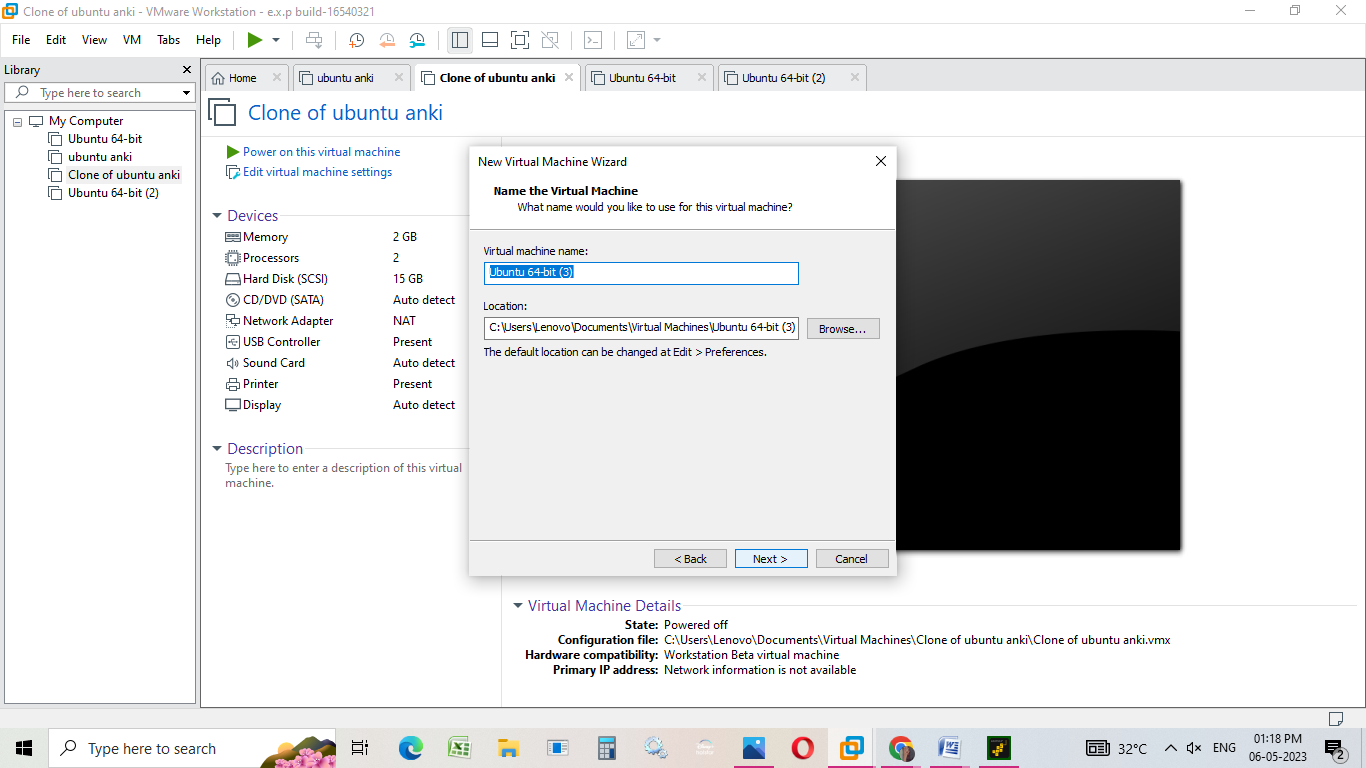 Clone of ubuntu anki - VMware Workstation - e.x.p build-16540321
File Edit View VM Tabs Help
Library
Type here to search
My Computer
Ubuntu 64-bit
ubuntu anki
Clone of ubuntu anki
Ubuntu 64-bit (2)
Home
ubuntu anki
Clone of ubuntu anki
Ubuntu 64-bit
Ubuntu 64-bit (2)
Clone of ubuntu anki
Power on this virtual machine
Edit virtual machine settings
Devices
Memory 2 GB
Processors 2
Hard Disk (SCSI) 15 GB
CD/DVD (SATA) Auto detect
Network Adapter NAT
USB Controller Present
Sound Card Auto detect
Printer Present
Display Auto detect
Description
Type here to enter a description of this virtual
machine.
New Virtual Machine Wizard
Name the Virtual Machine
What name would you like to use for this virtual machine?
Virtual machine name:
Ubuntu 64-bit (3)
Location:
C:\Users\Lenovo\Documents\Virtual Machines\Ubuntu 64-bit (3)
Browse...
The default location can be changed at Edit > Preferences.
< Back Next > Cancel
Virtual Machine Details
State: Powered off
Configuration file: C:\Users\Lenovo\Documents\Virtual Machines\Clone of ubuntu anki\Clone of ubuntu anki.vmx
Hardware compatibility: Workstation Beta virtual machine
Primary IP address: Network information is not available
Type here to search
32°C
ENG
01:18 PM
06-05-2023
2